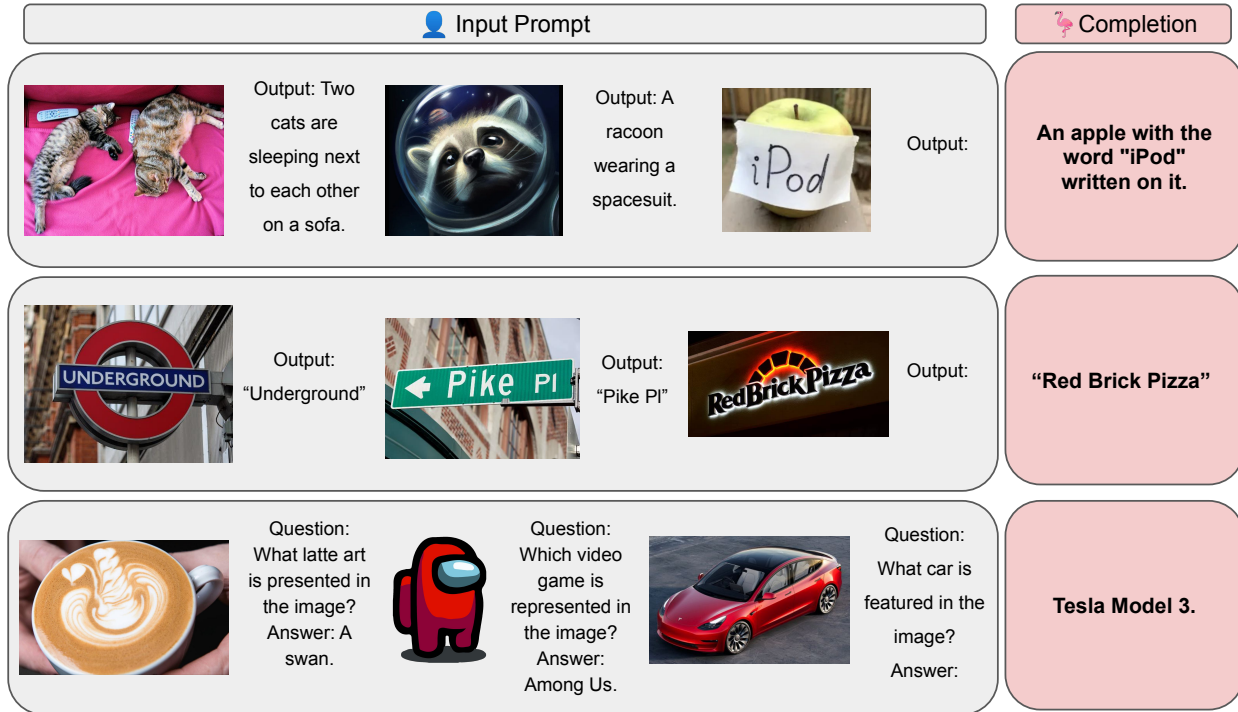 Input Prompt
Completion
Output: Two
cats are
sleeping next
to each other
on a sofa.
Output: A
racoon
wearing a
spacesuit.
iPod
Output:
An apple with the
word "iPod"
written on it.
UNDERGROUND
Output:
“Underground”
Pike Pl
Output:
“Pike Pl”
RedBrickPizza
Output:
“Red Brick Pizza”
Question:
What latte art
is presented in
the image?
Answer: A
swan.
Question:
Which video
game is
represented in
the image?
Answer:
Among Us.
Question:
What car is
featured in the
image?
Answer:
Tesla Model 3.